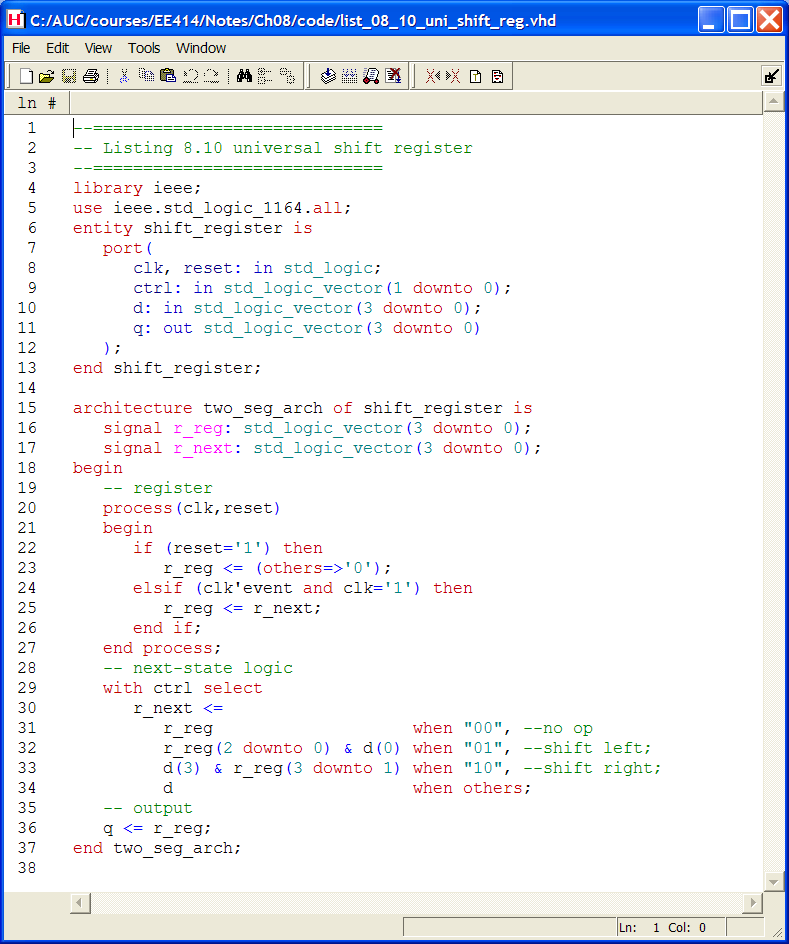 C:/AUC/courses/EE414/Notes/Ch08/code/list_08_10_uni_shift_reg.vhd
File Edit View Tools Window
ln #
1 --=============================
2 -- Listing 8.10 universal shift register
3 --=============================
4 library ieee;
5 use ieee.std_logic_1164.all;
6 entity shift_register is
7    port(
8       clk, reset: in std_logic;
9       ctrl: in std_logic_vector(1 downto 0);
10       d: in std_logic_vector(3 downto 0);
11       q: out std_logic_vector(3 downto 0)
12    );
13 end shift_register;
14
15 architecture two_seg_arch of shift_register is
16    signal r_reg: std_logic_vector(3 downto 0);
17    signal r_next: std_logic_vector(3 downto 0);
18 begin
19    -- register
20    process(clk,reset)
21    begin
22       if (reset='1') then
23          r_reg <= (others=>'0');
24       elsif (clk'event and clk='1') then
25          r_reg <= r_next;
26       end if;
27    end process;
28    -- next-state logic
29    with ctrl select
30       r_next <=
31          r_reg                    when "00", --no op
32          r_reg(2 downto 0) & d(0) when "01", --shift left;
33          d(3) & r_reg(3 downto 1) when "10", --shift right;
34          d                        when others;
35    -- output
36    q <= r_reg;
37 end two_seg_arch;
38
Ln: 1 Col: 0